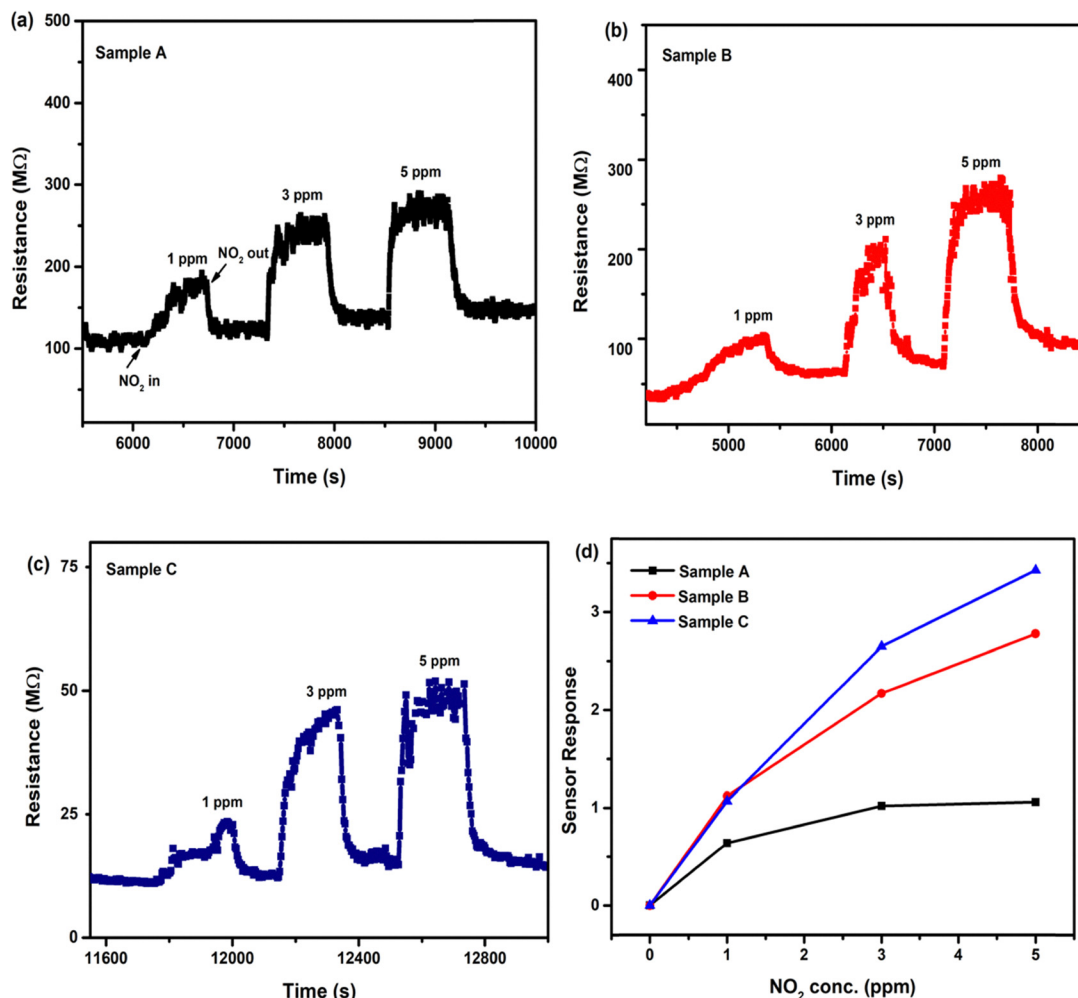 (a)
Sample A
500
400
300
200
100
Resistance (MΩ)
1 ppm
3 ppm
5 ppm
NO₂ out
NO₂ in
6000 7000 8000 9000 10000
Time (s)
(b)
Sample B
400
300
200
100
Resistance (MΩ)
1 ppm
3 ppm
5 ppm
5000 6000 7000 8000
Time (s)
(c)
Sample C
75
50
25
0
Resistance (MΩ)
1 ppm
3 ppm
5 ppm
11600 12000 12400 12800
Time (s)
(d)
Sample A
Sample B
Sample C
3
2
1
0
Sensor Response
0 1 2 3 4 5
NO₂ conc. (ppm)